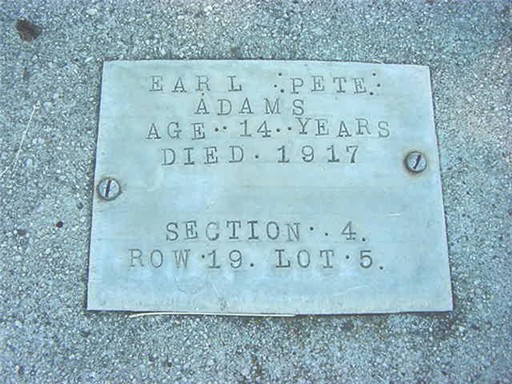 EARL :PETE:
ADAMS
AGE··14··YEARS
DIED·1917
SECTION··4.
ROW·19. LOT·5.